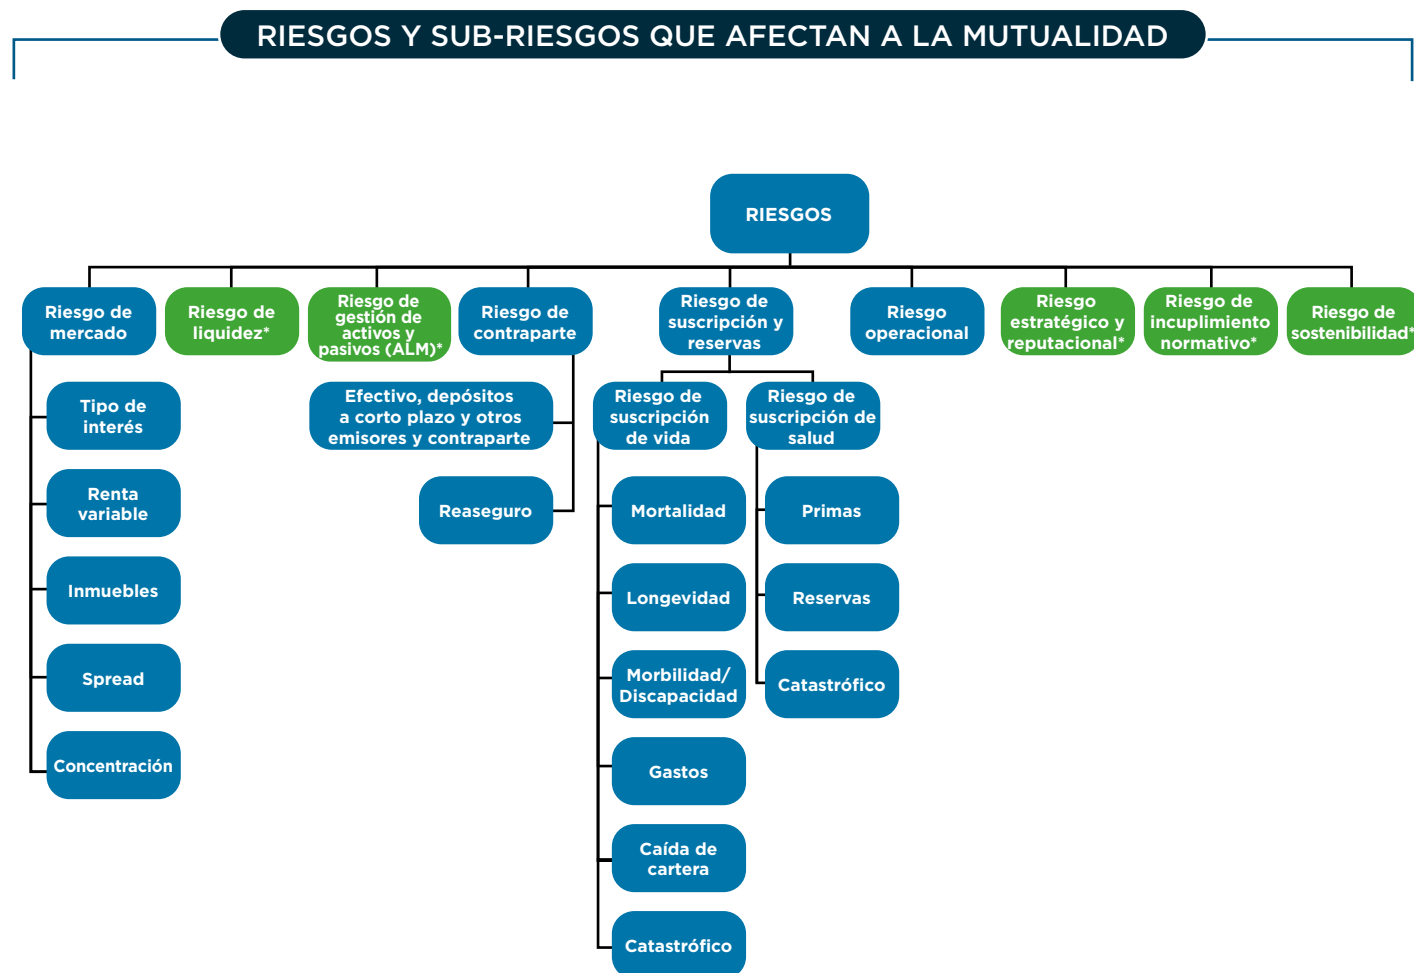 RIESGOS Y SUB-RIESGOS QUE AFECTAN A LA MUTUALIDAD
RIESGOS
Riesgo de
mercado
Riesgo de
liquidez*
Riesgo de
gestión de
activos y
pasivos (ALM)*
Riesgo de
contraparte
Riesgo de
suscripción y
reservas
Riesgo
operacional
Riesgo
estratégico y
reputacional*
Riesgo de
incuplimiento
normativo*
Riesgo de
sostenibilidad*
Tipo de
interés
Renta
variable
Inmuebles
Spread
Concentración
Efectivo, depósitos
a corto plazo y otros
emisores y contraparte
Reaseguro
Riesgo de
suscripción
de vida
Mortalidad
Longevidad
Morbilidad/
Discapacidad
Gastos
Caída de
cartera
Catastrófico
Riesgo de
suscripción de
salud
Primas
Reservas
Catastrófico